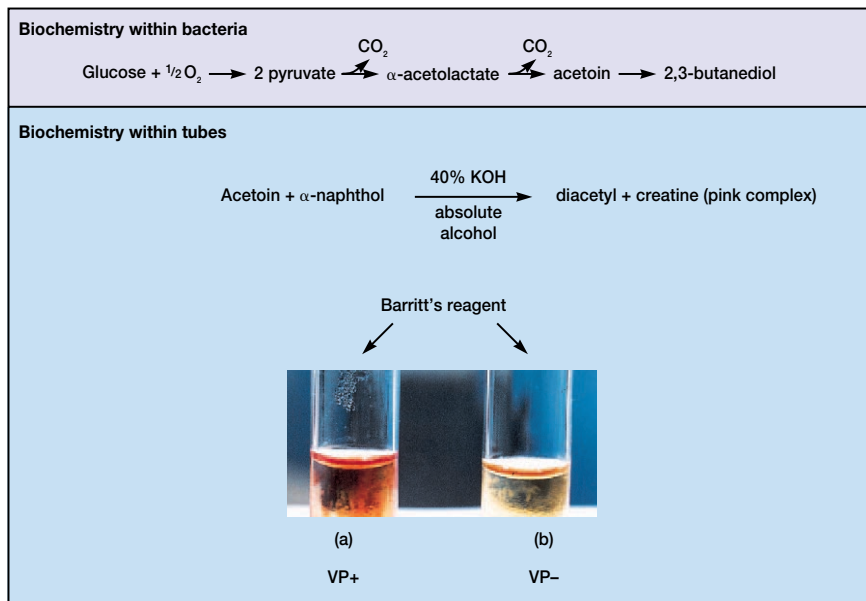 Biochemistry within bacteria
CO₂ CO₂
Glucose + ½ O₂ → 2 pyruvate → α-acetolactate → acetoin → 2,3-butanediol
Biochemistry within tubes
40% KOH
Acetoin + α-naphthol → diacetyl + creatine (pink complex)
absolute
alcohol
Barritt's reagent
(a) (b)
VP+ VP–